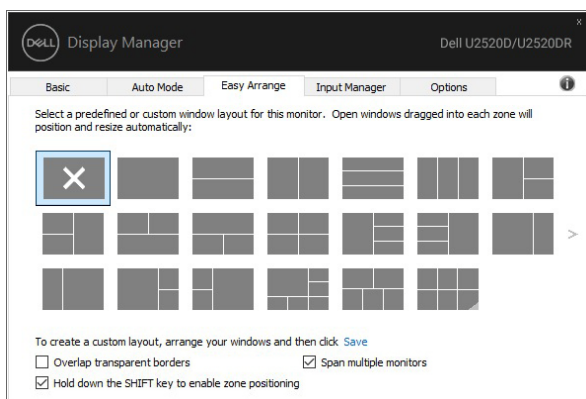 DELL Display Manager
Dell U2520D/U2520DR
Basic Auto Mode Easy Arrange Input Manager Options
Select a predefined or custom window layout for this monitor. Open windows dragged into each zone will
position and resize automatically:
To create a custom layout, arrange your windows and then click Save
Overlap transparent borders
Span multiple monitors
Hold down the SHIFT key to enable zone positioning